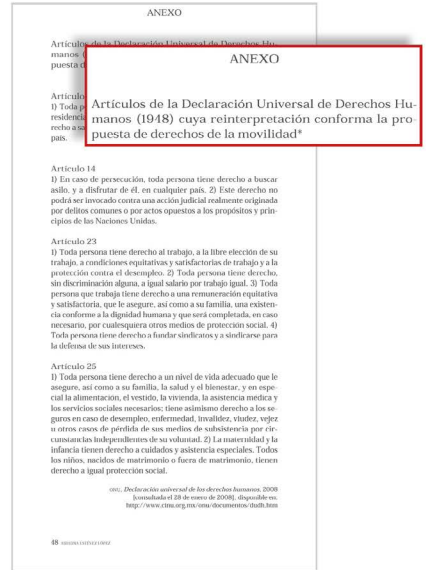 ANEXO
Artículos de la Declaración Universal de Derechos Hu-
manos
puesta d
ANEXO
Artículos de la Declaración Universal de Derechos Hu-
manos (1948) cuya reinterpretación conforma la pro-
puesta de derechos de la movilidad*
Artículo
1) Toda p
residencia
recho a sa
país.
Artículo 14
1) En caso de persecución, toda persona tiene derecho a buscar
asilo, y a disfrutar de él, en cualquier país. 2) Este derecho no
podrá ser invocado contra una acción judicial realmente originada
por delitos comunes o por actos opuestos a los propósitos y prin-
cipios de las Naciones Unidas.
Artículo 23
1) Toda persona tiene derecho al trabajo, a la libre elección de su
trabajo, a condiciones equitativas y satisfactorias de trabajo y a la
protección contra el desempleo. 2) Toda persona tiene derecho,
sin discriminación alguna, a igual salario por trabajo igual. 3) Toda
persona que trabaja tiene derecho a una remuneración equitativa
y satisfactoria, que le asegure, así como a su familia, una existen-
cia conforme a la dignidad humana y que será completada, en caso
necesario, por cualesquiera otros medios de protección social. 4)
Toda persona tiene derecho a fundar sindicatos y a sindicarse para
la defensa de sus intereses.
Artículo 25
1) Toda persona tiene derecho a un nivel de vida adecuado que le
asegure, así como a su familia, la salud y el bienestar, y en espe-
cial la alimentación, el vestido, la vivienda, la asistencia médica y
los servicios sociales necesarios; tiene asimismo derecho a los se-
guros en caso de desempleo, enfermedad, invalidez, viudez, vejez
u otros casos de pérdida de sus medios de subsistencia por cir-
cunstancias independientes de su voluntad. 2) La maternidad y la
infancia tienen derecho a cuidados y asistencia especiales. Todos
los niños, nacidos de matrimonio o fuera de matrimonio, tienen
derecho a igual protección social.
ONU, Declaración universal de los derechos humanos, 2008
[consultada el 28 de enero de 2008], disponible en:
http://www.cinu.org.mx/onu/documentos/dudh.htm
48